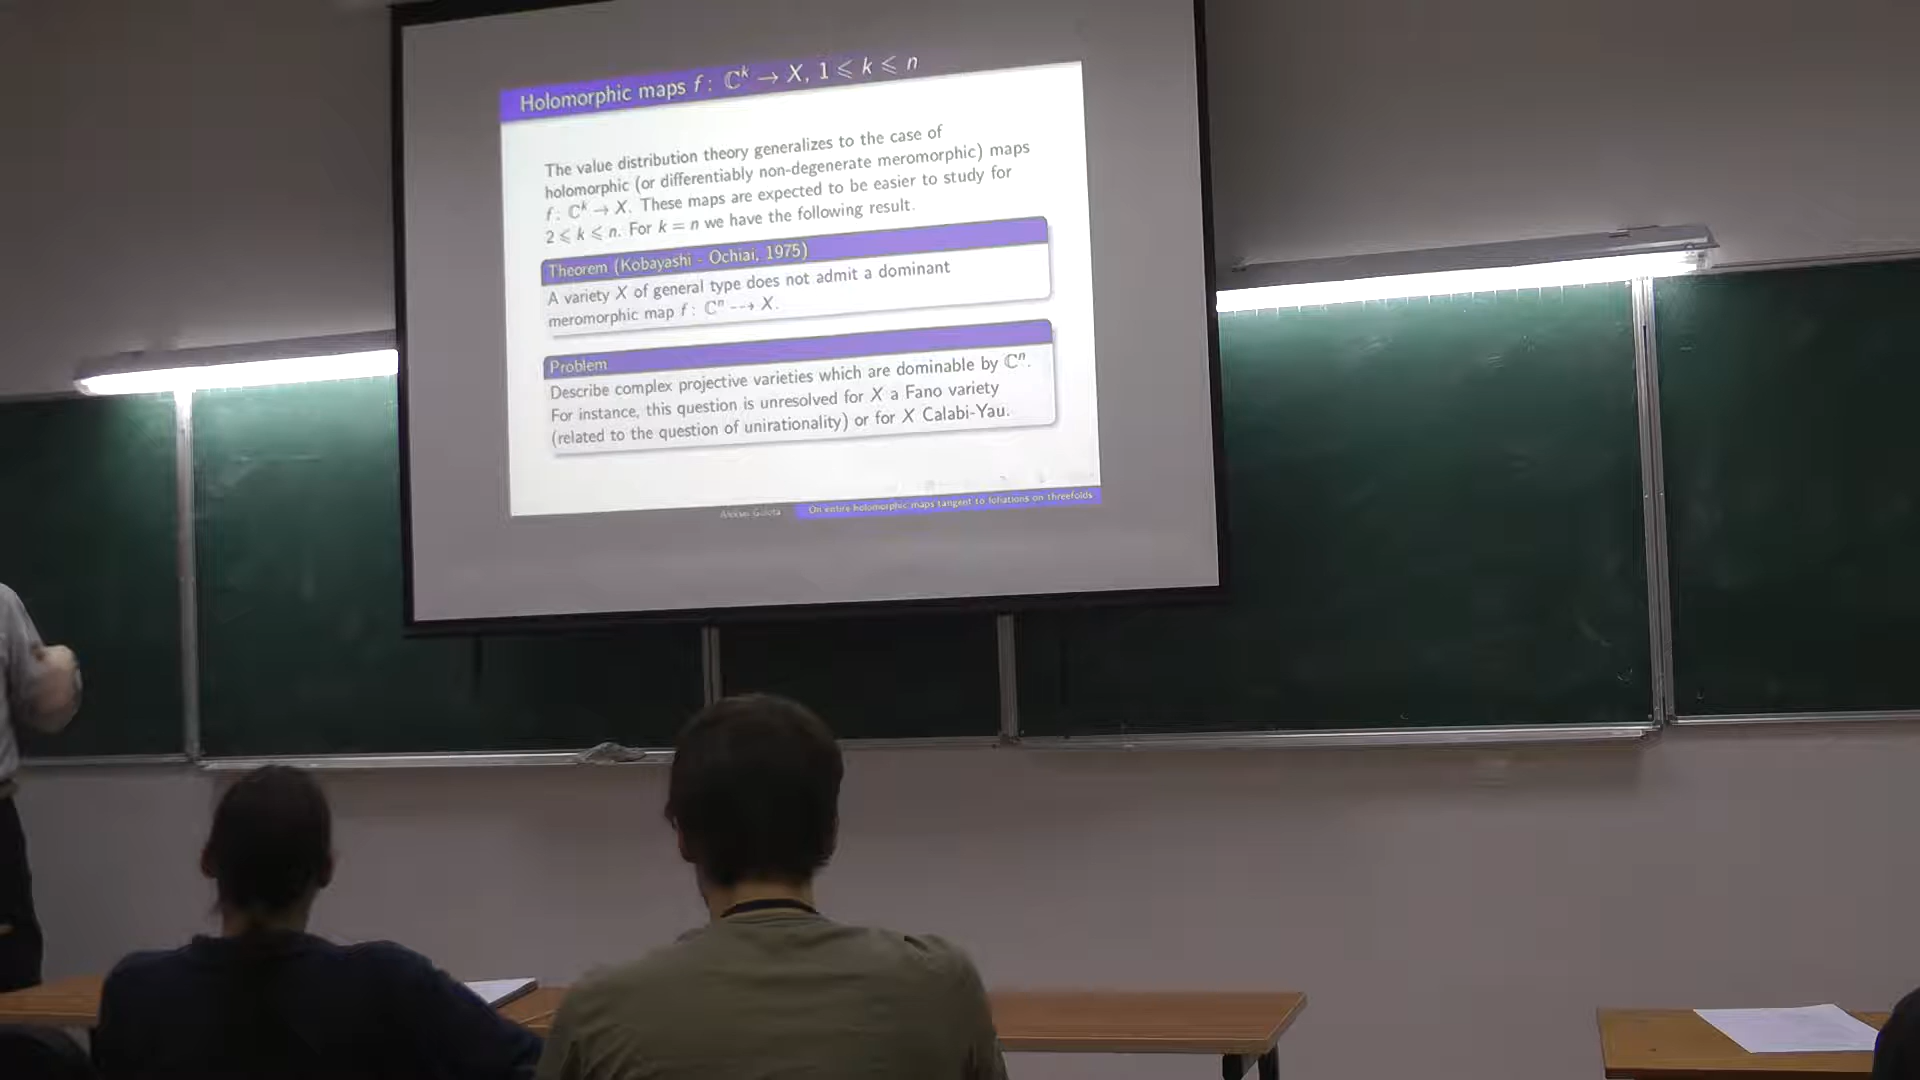 Holomorphic maps f : ℂᵏ → X, 1 ⩽ k ⩽ n
The value distribution theory generalizes to the case of
holomorphic (or differentiably non-degenerate meromorphic) maps
f : ℂᵏ → X. These maps are expected to be easier to study for
2 ⩽ k ⩽ n. For k = n we have the following result.
Theorem (Kobayashi - Ochiai, 1975)
A variety X of general type does not admit a dominant
meromorphic map f : ℂⁿ ⇢ X.
Problem
Describe complex projective varieties which are dominable by ℂⁿ.
For instance, this question is unresolved for X a Fano variety
(related to the question of unirationality) or for X Calabi-Yau.
On entire holomorphic maps tangent to foliations on threefolds